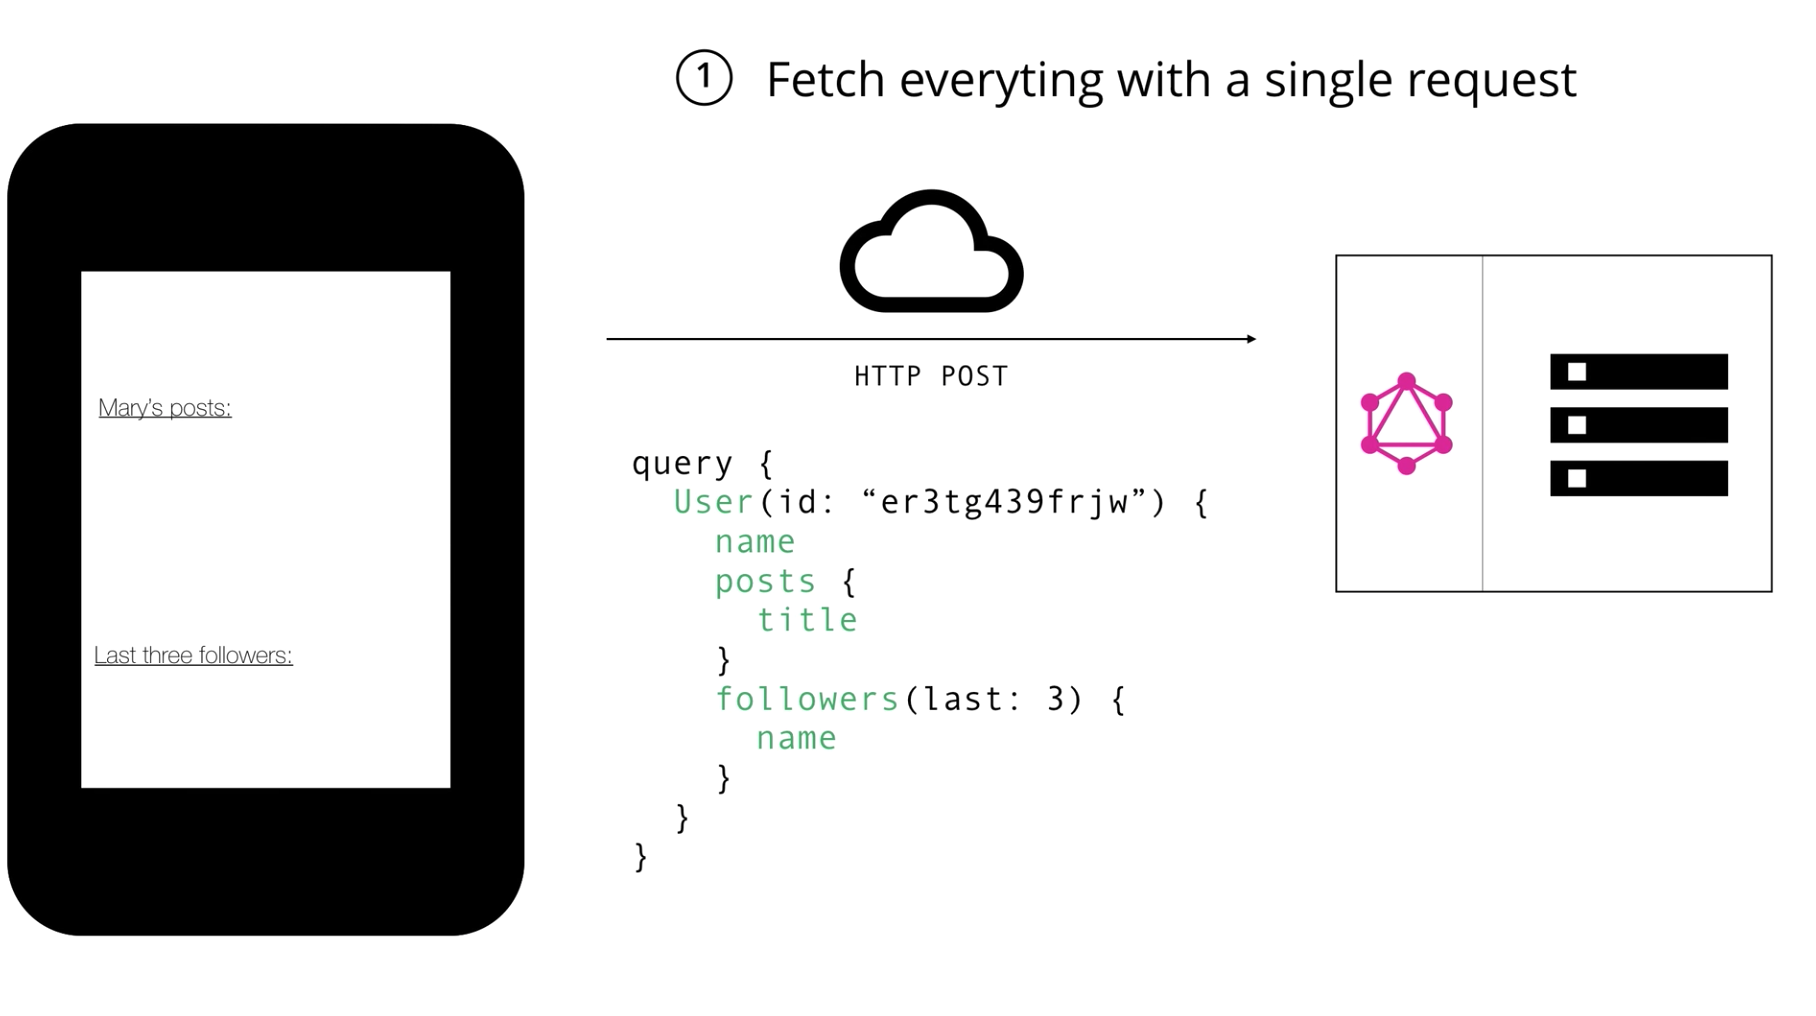 1 Fetch everyting with a single request
HTTP POST
Mary's posts:
Last three followers:
query {
  User(id: “er3tg439frjw”) {
    name
    posts {
      title
    }
    followers(last: 3) {
      name
    }
  }
}